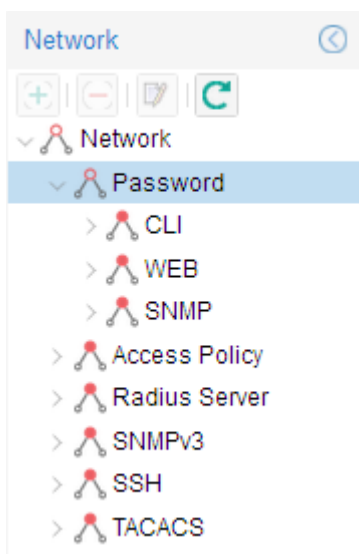 Network
Network
Password
CLI
WEB
SNMP
Access Policy
Radius Server
SNMPv3
SSH
TACACS